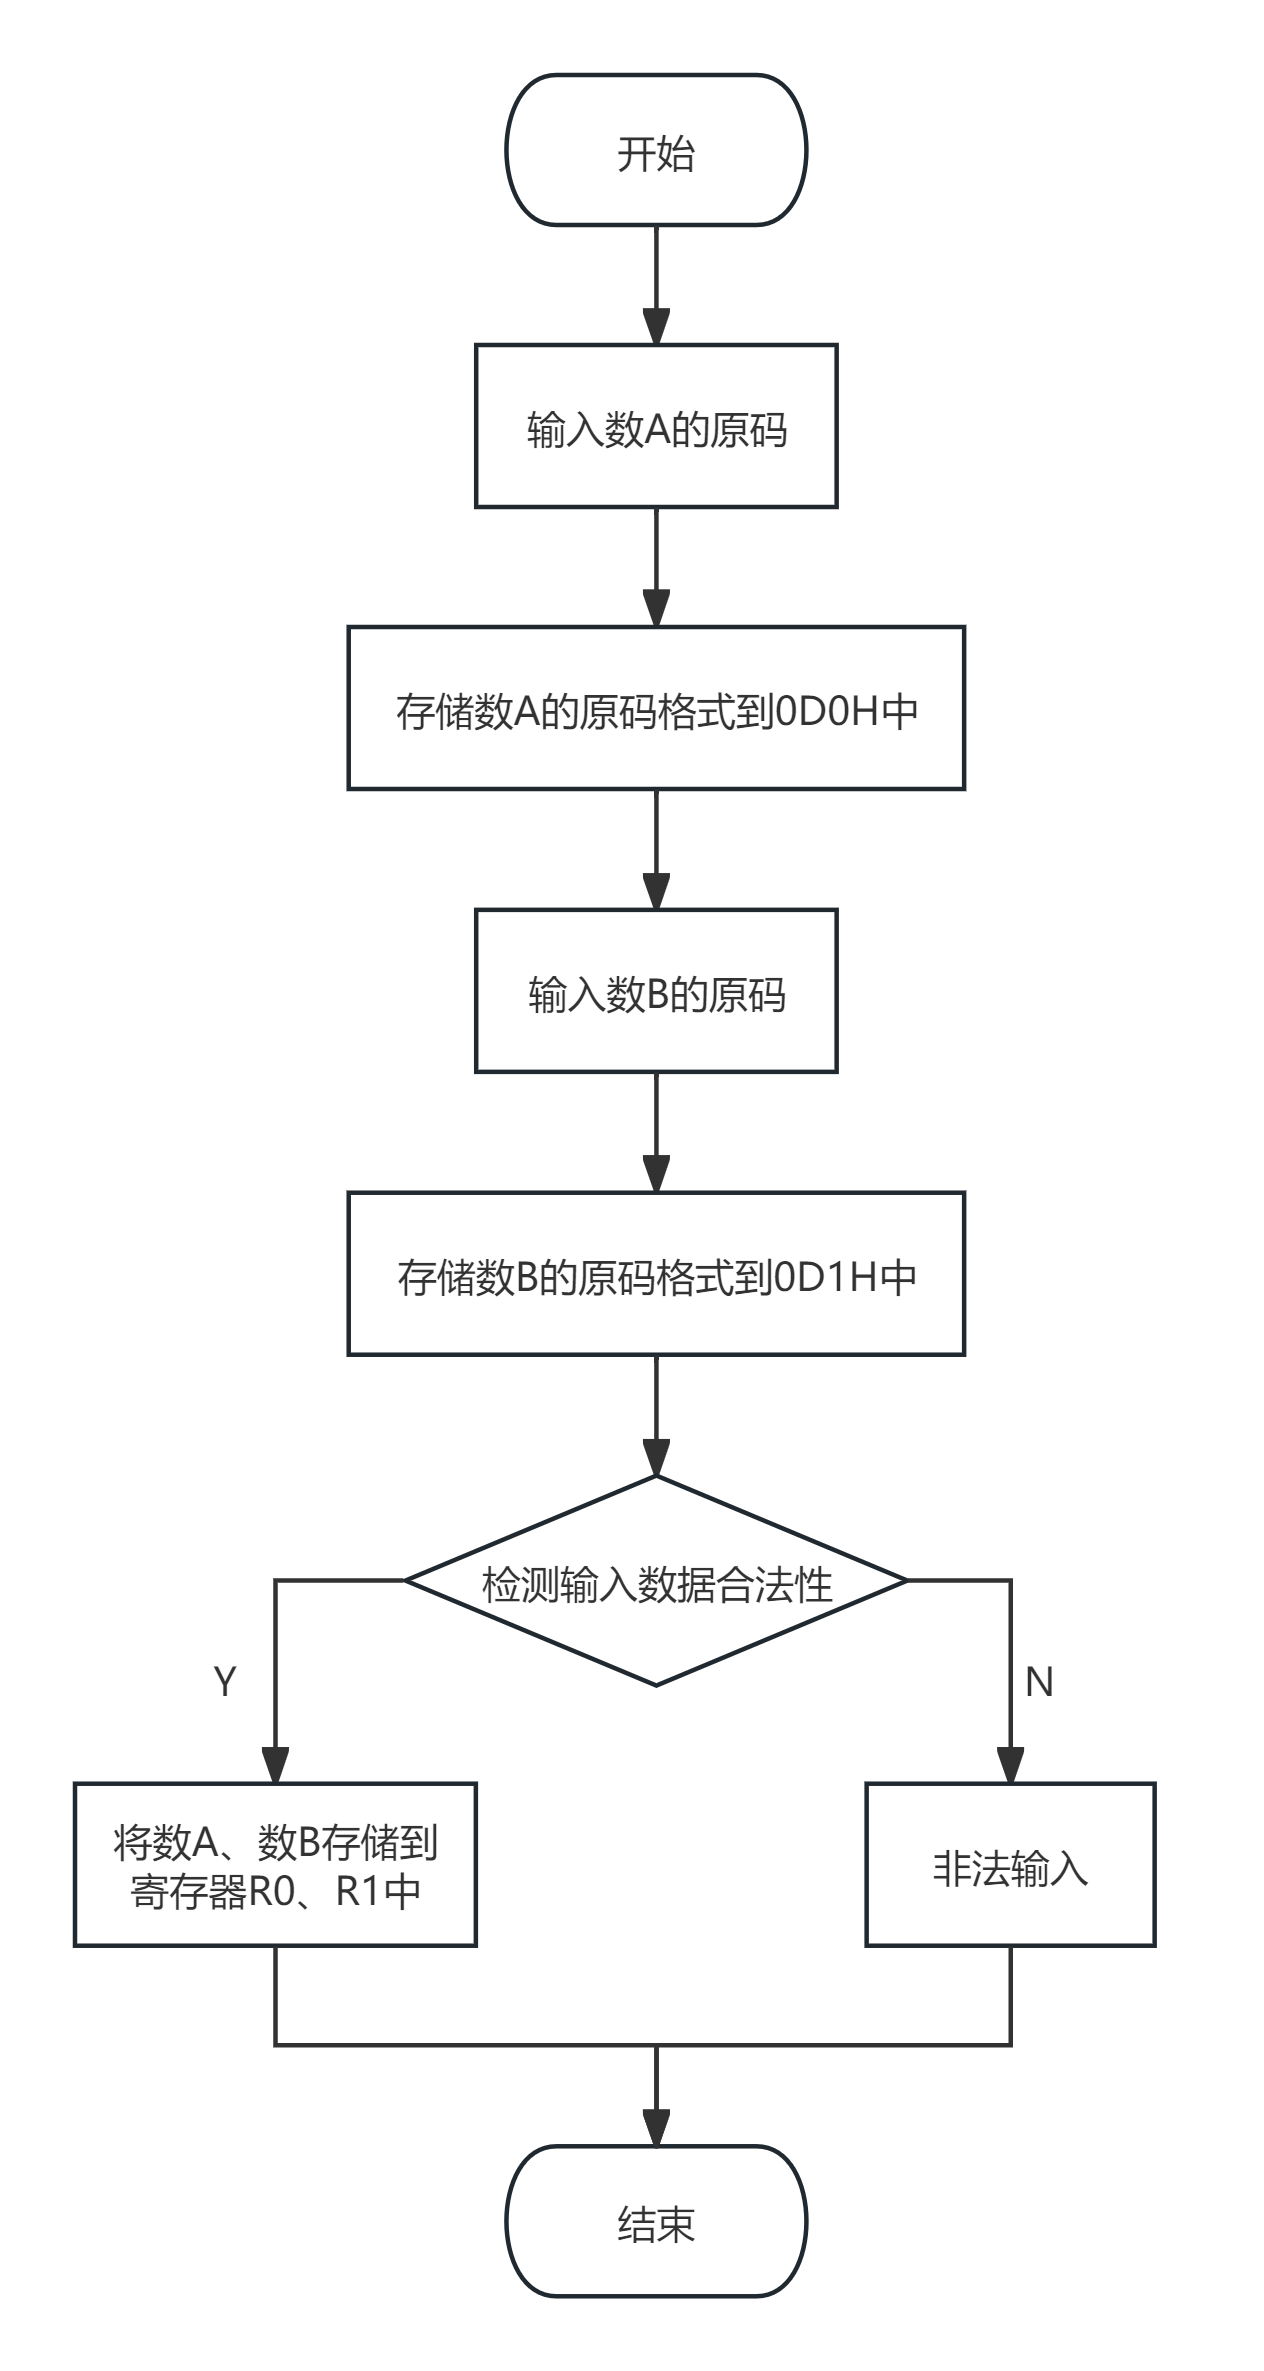 开始
输入数A的原码
存储数A的原码格式到0D0H中
输入数B的原码
存储数B的原码格式到0D1H中
检测输入数据合法性
Y
N
将数A、数B存储到
寄存器R0、R1中
非法输入
结束